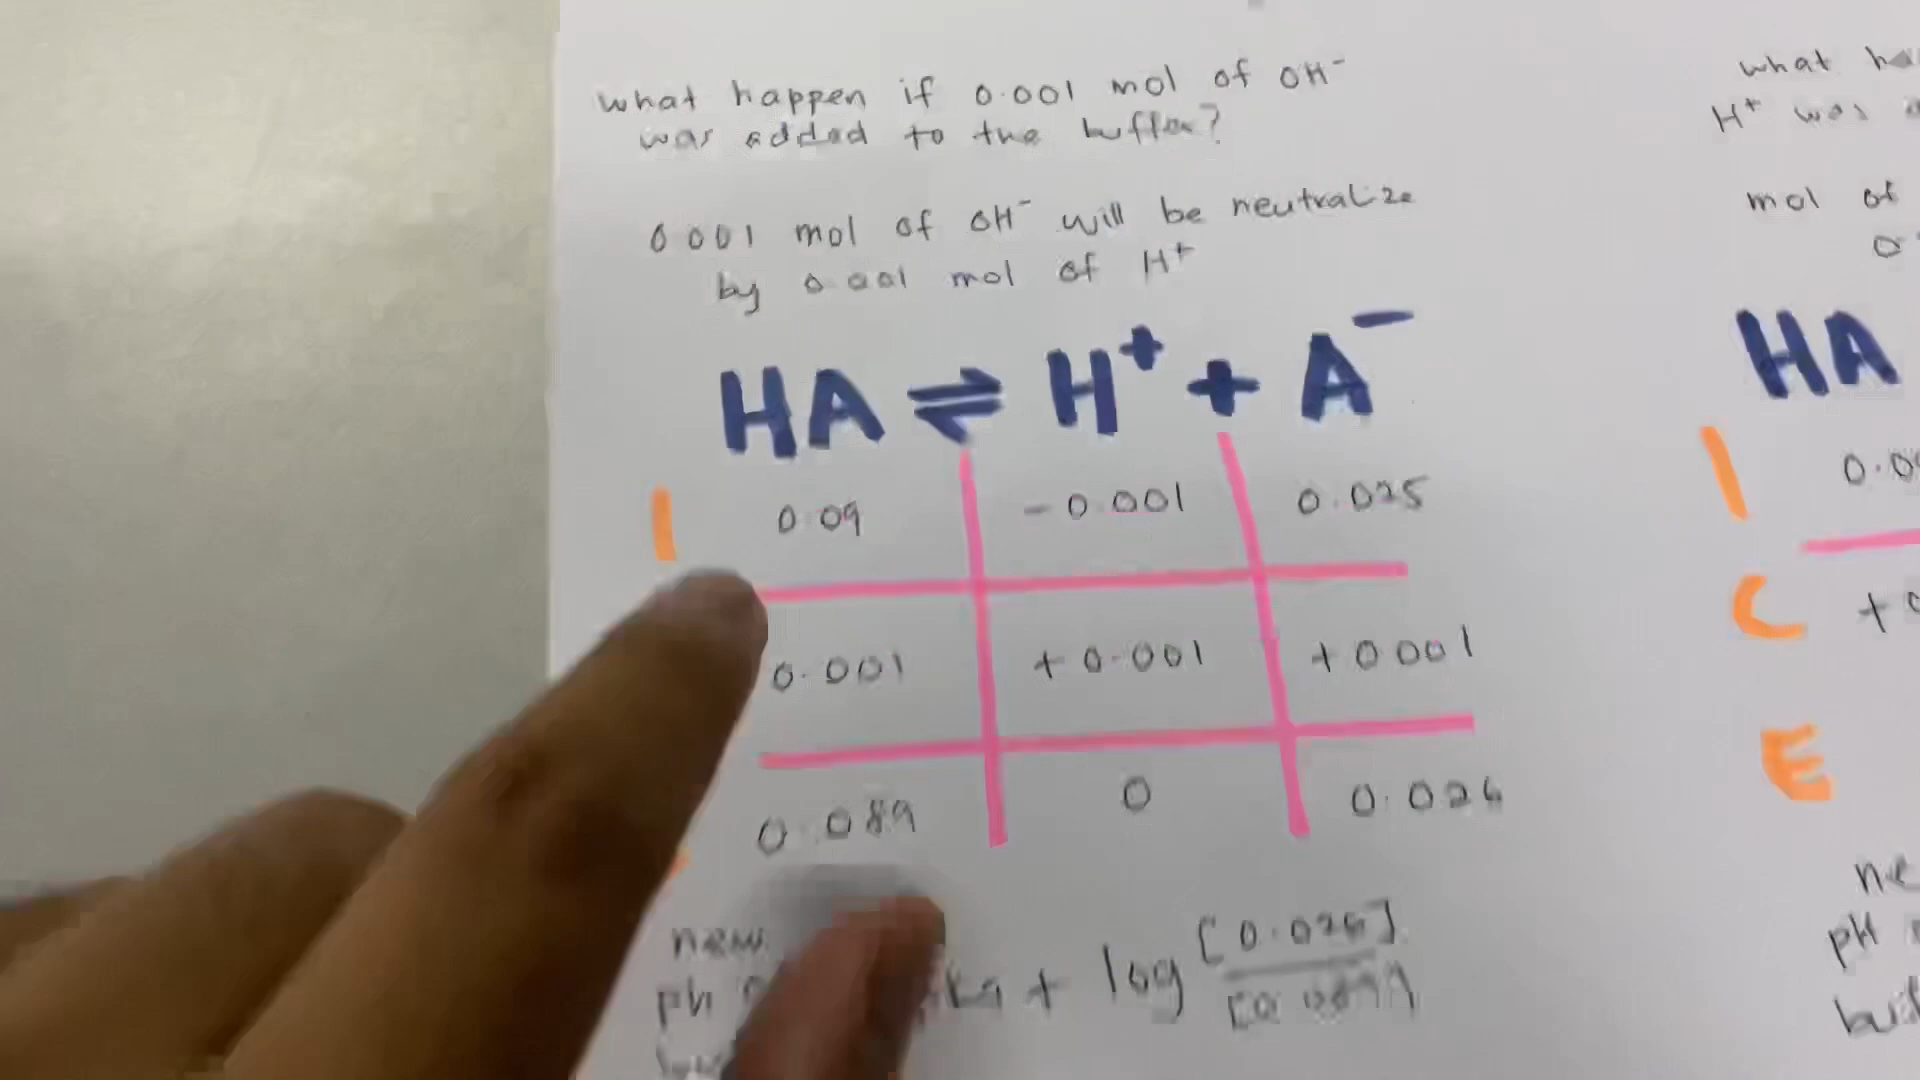 what happen if 0.001 mol of OH⁻
was added to the buffer?
0.001 mol of OH⁻ will be neutralize
by 0.001 mol of H⁺
HA ⇌ H⁺ + A⁻
I 0.09 -0.001 0.025
0.001 +0.001 +0.001
0.089 0 0.026
new
pH + log [0.026]
what
H⁺ was
mol of
HA
I
C +
E
pH